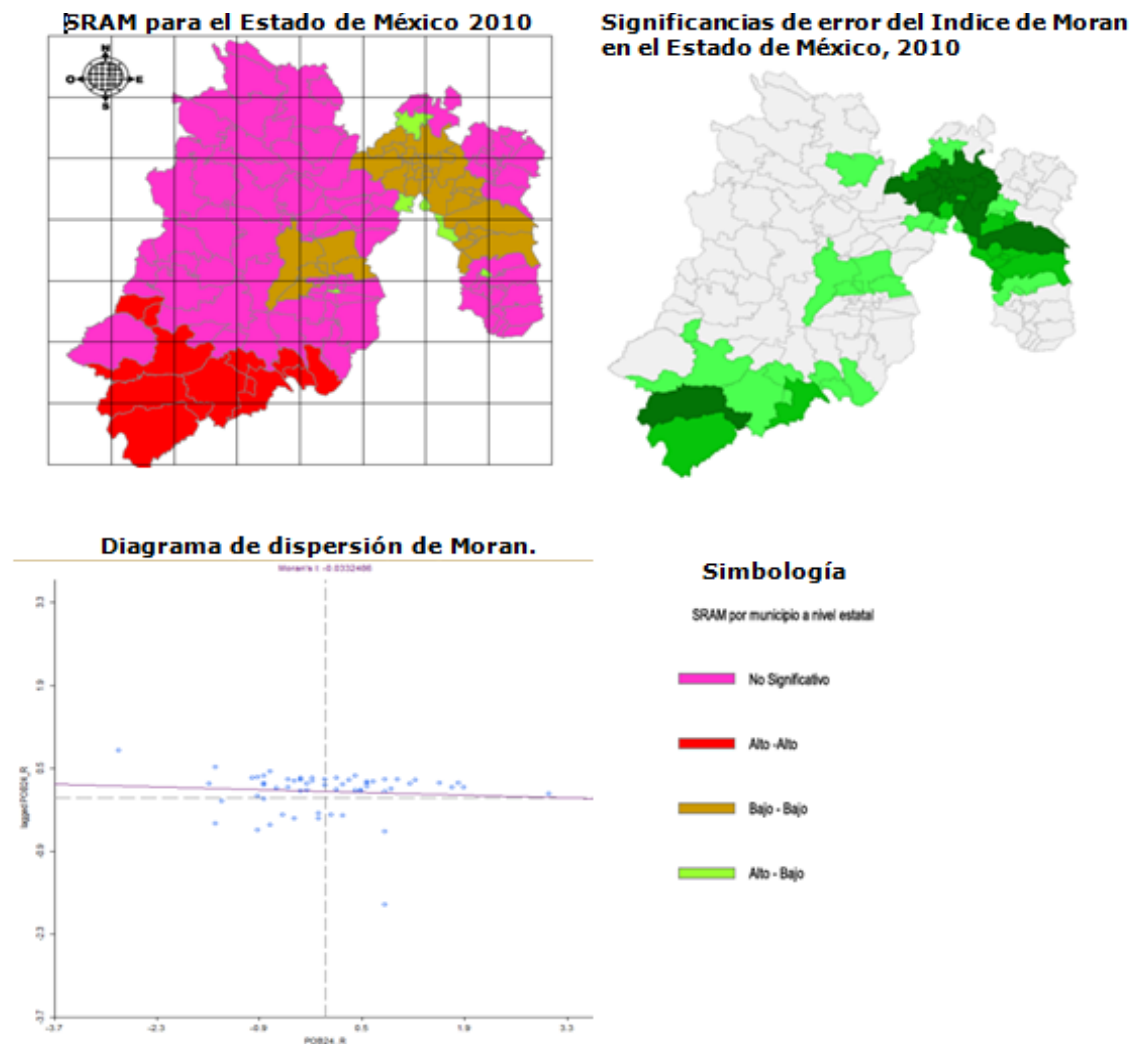 SRAM para el Estado de México 2010
Significancias de error del Indice de Moran
en el Estado de México, 2010
N
O
E
S
Diagrama de dispersión de Moran.
Moran's I: -0.0332486
3.3
1.9
0.5
-0.9
-2.3
-3.7
lagged POB24_R
-3.7
-2.3
-0.9
0.5
1.9
3.3
POB24_R
Simbología
SRAM por municipio a nivel estatal
No Significativo
Alto -Alto
Bajo - Bajo
Alto - Bajo